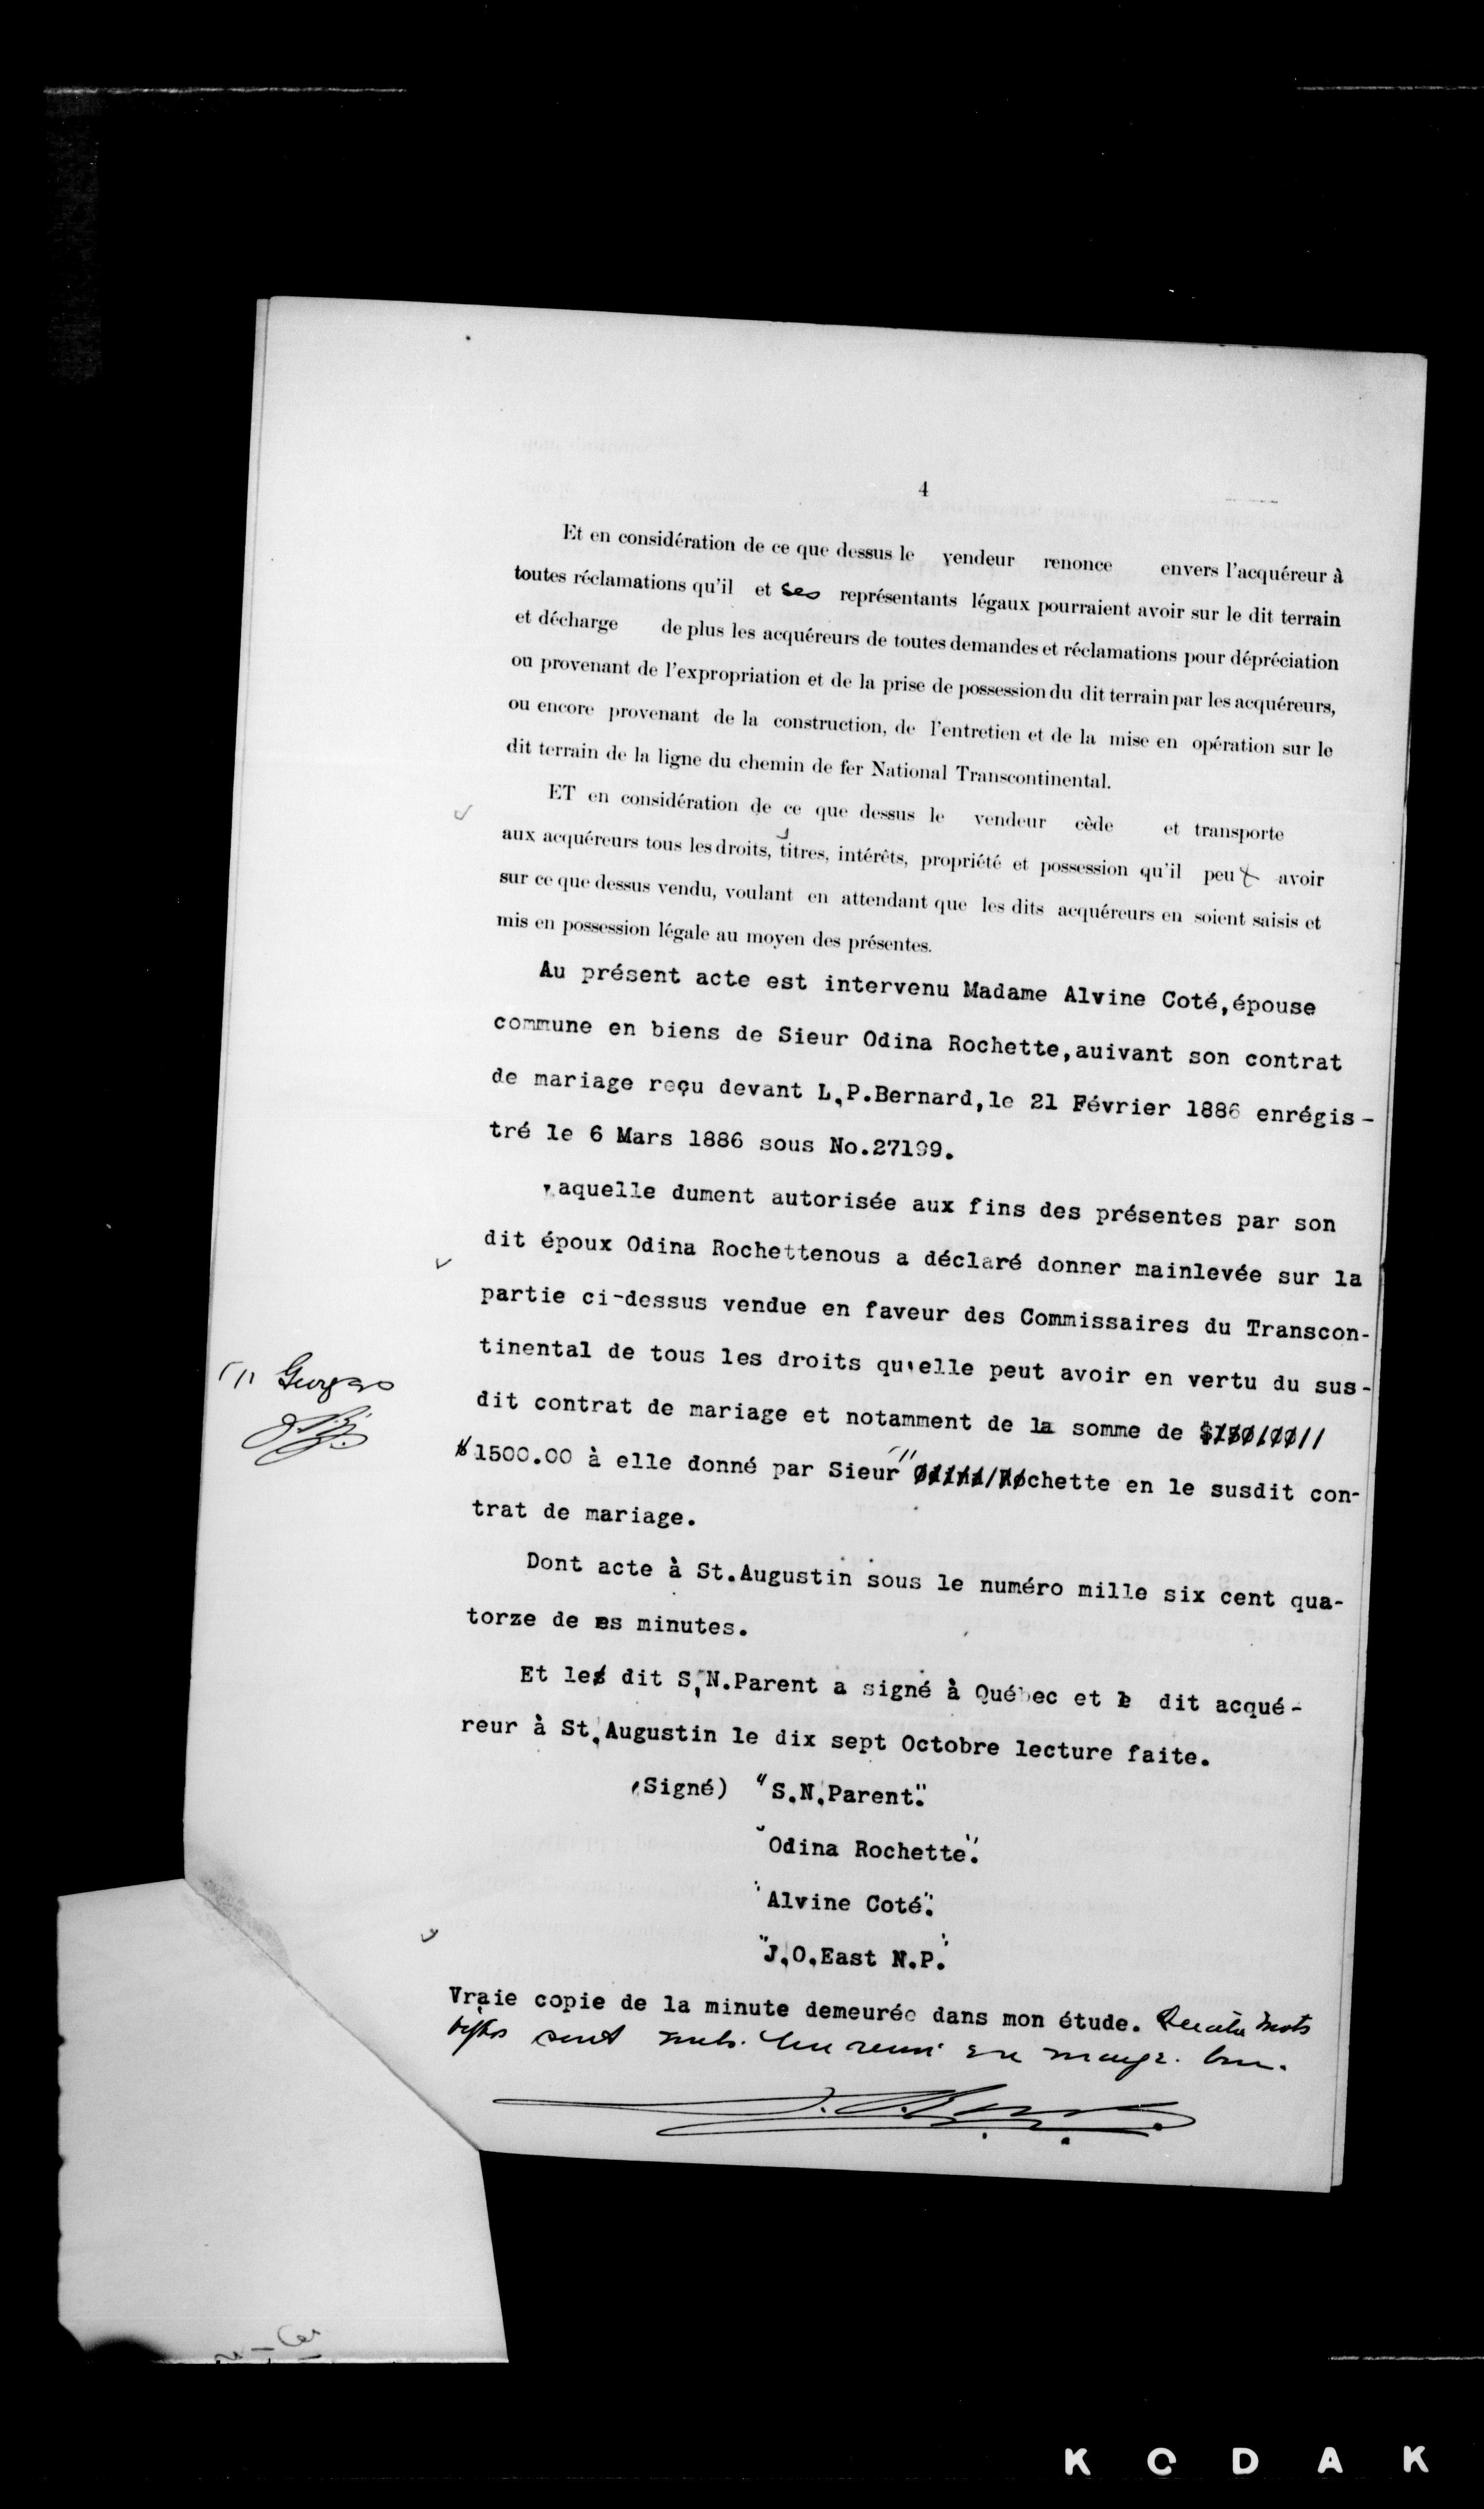 4
Et en considération de ce que dessus le vendeur renonce envers l'acquéreur à
toutes réclamations qu'il et ses représentants légaux pourraient avoir sur le dit terrain
et décharge de plus les acquéreurs de toutes demandes et réclamations pour dépréciation
ou provenant de l'expropriation et de la prise de possession du dit terrain par les acquéreurs,
ou encore provenant de la construction, de l'entretien et de la mise en opération sur le
dit terrain de la ligne du chemin de fer National Transcontinental.
ET en considération de ce que dessus le vendeur cède et transporte
aux acquéreurs tous les droits, titres, intérêts, propriété et possession qu'il peut avoir
sur ce que dessus vendu, voulant en attendant que les dits acquéreurs en soient saisis et
mis en possession légale au moyen des présentes.
Au présent acte est intervenu Madame Alvine Coté,épouse
commune en biens de Sieur Odina Rochette,auivant son contrat
de mariage reçu devant L.P.Bernard,le 21 Février 1886 enrégis-
tré le 6 Mars 1886 sous No.27199.
aquelle dument autorisée aux fins des présentes par son
dit époux Odina Rochettenous a déclaré donner mainlevée sur la
partie ci-dessus vendue en faveur des Commissaires du Transcon-
tinental de tous les droits qu'elle peut avoir en vertu du sus-
dit contrat de mariage et notamment de la somme de
$1500.00 à elle donné par Sieur " Rochette en le susdit con-
trat de mariage.
Dont acte à St.Augustin sous le numéro mille six cent qua-
torze de es minutes.
Et les dit S.N.Parent a signé à Québec et le dit acqué-
reur à St.Augustin le dix sept Octobre lecture faite.
(Signé) "S.N.Parent".
"Odina Rochette".
"Alvine Coté".
"J.O.East N.P."
Vraie copie de la minute demeurée dans mon étude. mots
sont nuls. Un renvoi en marge. bon.
KODAK